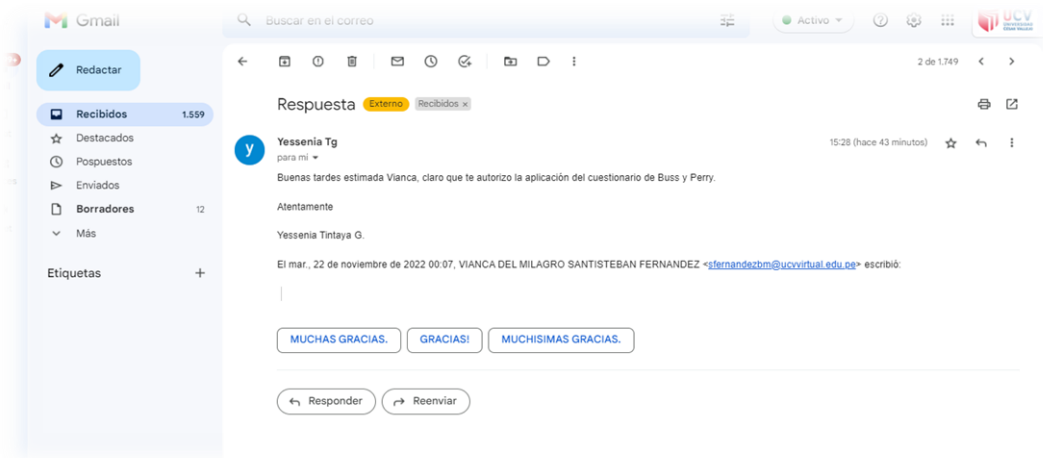 Gmail
Buscar en el correo
Activo
UCV
UNIVERSIDAD
CÉSAR VALLEJO
Redactar
2 de 1.749
Respuesta Externo Recibidos x
Recibidos 1.559
Destacados
Pospuestos
Enviados
Borradores 12
Más
Etiquetas +
y
Yessenia Tg
15:28 (hace 43 minutos)
para mí
Buenas tardes estimada Vianca, claro que te autorizo la aplicación del cuestionario de Buss y Perry.
Atentamente
Yessenia Tintaya G.
El mar., 22 de noviembre de 2022 00:07, VIANCA DEL MILAGRO SANTISTEBAN FERNANDEZ <sfernandezbm@ucvvirtual.edu.pe> escribió:
MUCHAS GRACIAS. GRACIAS! MUCHISIMAS GRACIAS.
Responder Reenviar